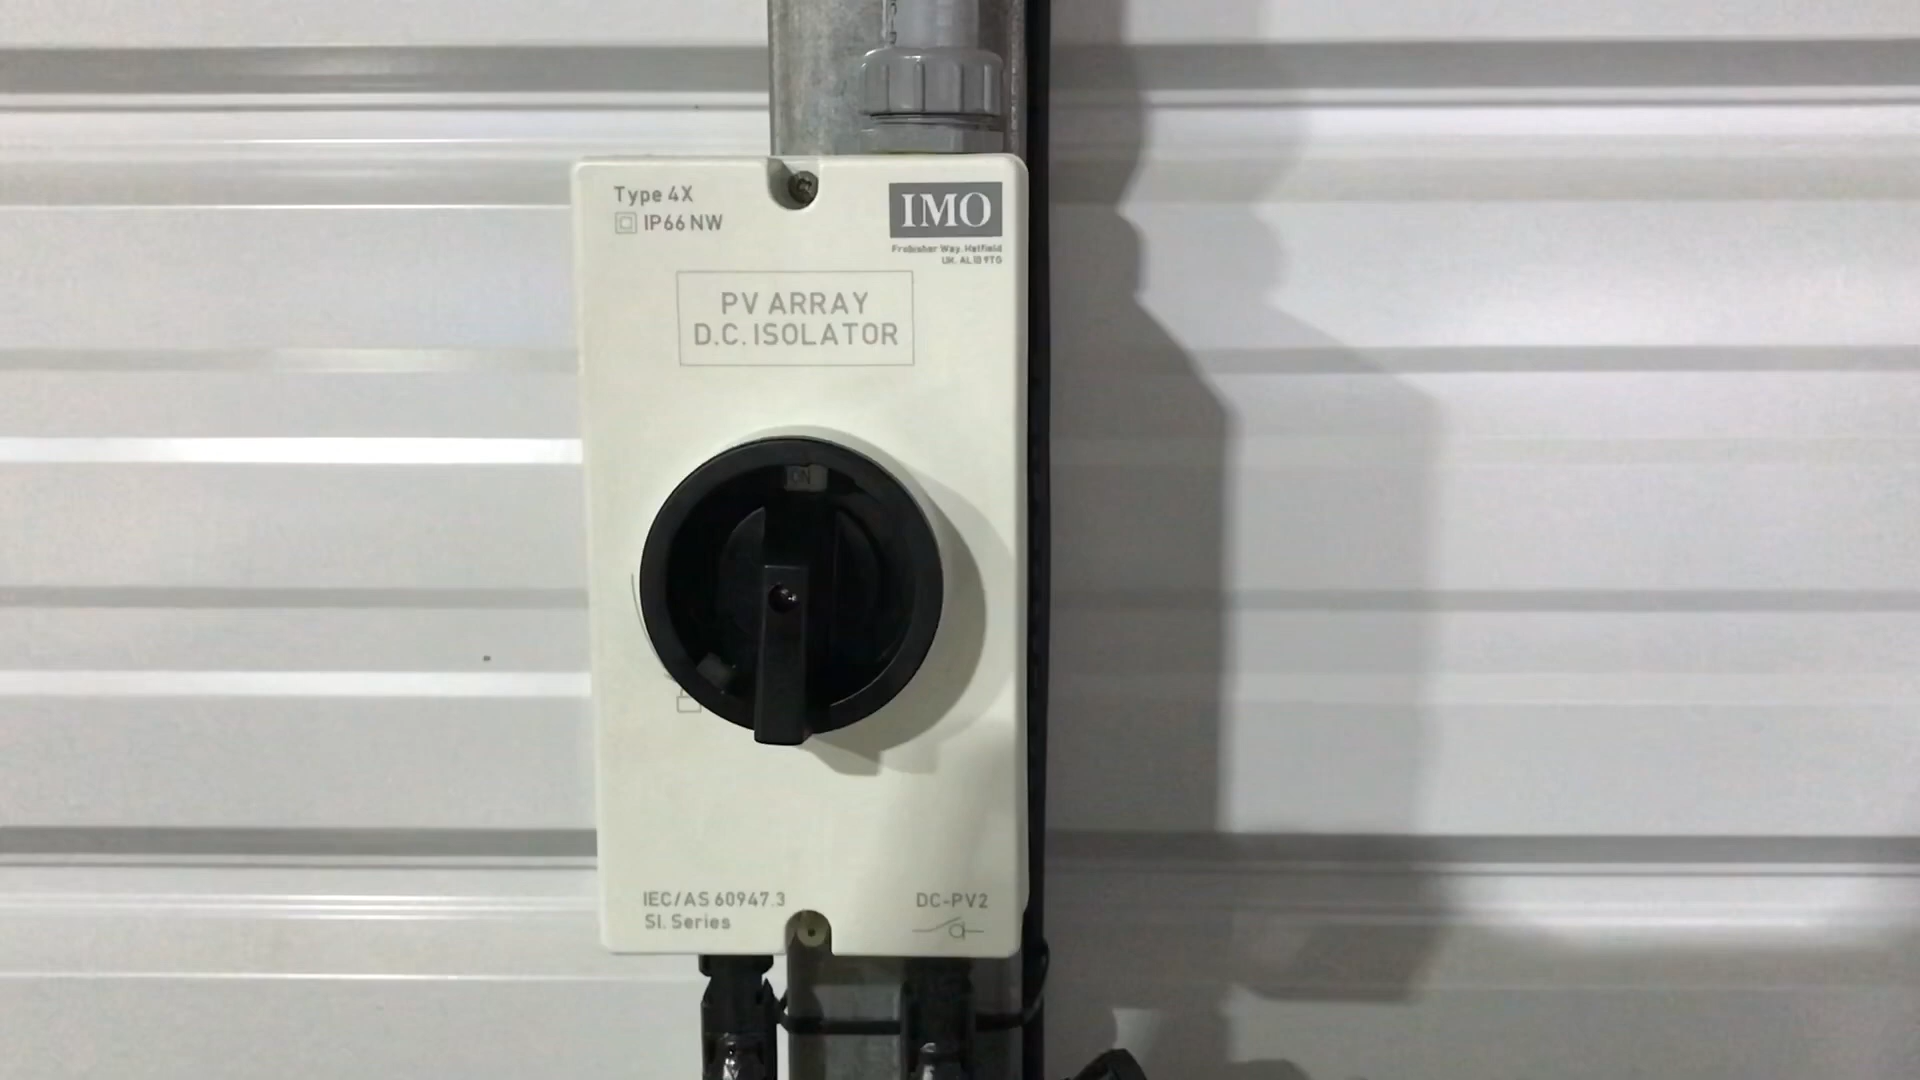 Type 4X
IP66 NW
IMO
Frobisher Way, Hatfield
UK. AL10 9TG
PV ARRAY
D.C. ISOLATOR
ON
IEC/AS 60947.3
SI. Series
DC-PV2